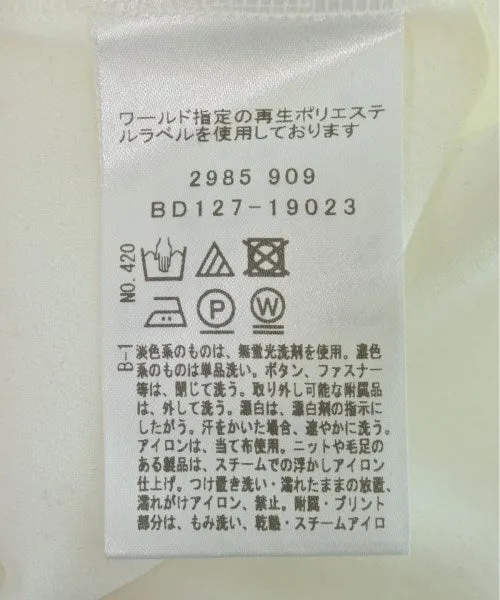 ワールド指定の再生ポリエステ
ルラベルを使用しております
2985 909
BD127-19023
NO.420
P
W
B-1
淡色系のものは、無蛍光洗剤を使用。濃色
系のものは単品洗い。ボタン、ファスナー
等は、閉じて洗う。取り外し可能な附属品
は、外して洗う。漂白は、漂白剤の指示に
したがう。汗をかいた場合、速やかに洗う。
アイロンは、当て布使用。ニットや毛足の
ある製品は、スチームでの浮かしアイロン
仕上げ。つけ置き洗い・濡れたままの放置、
濡れがけアイロン、禁止。附属・プリント
部分は、もみ洗い、乾熱・スチームアイロ